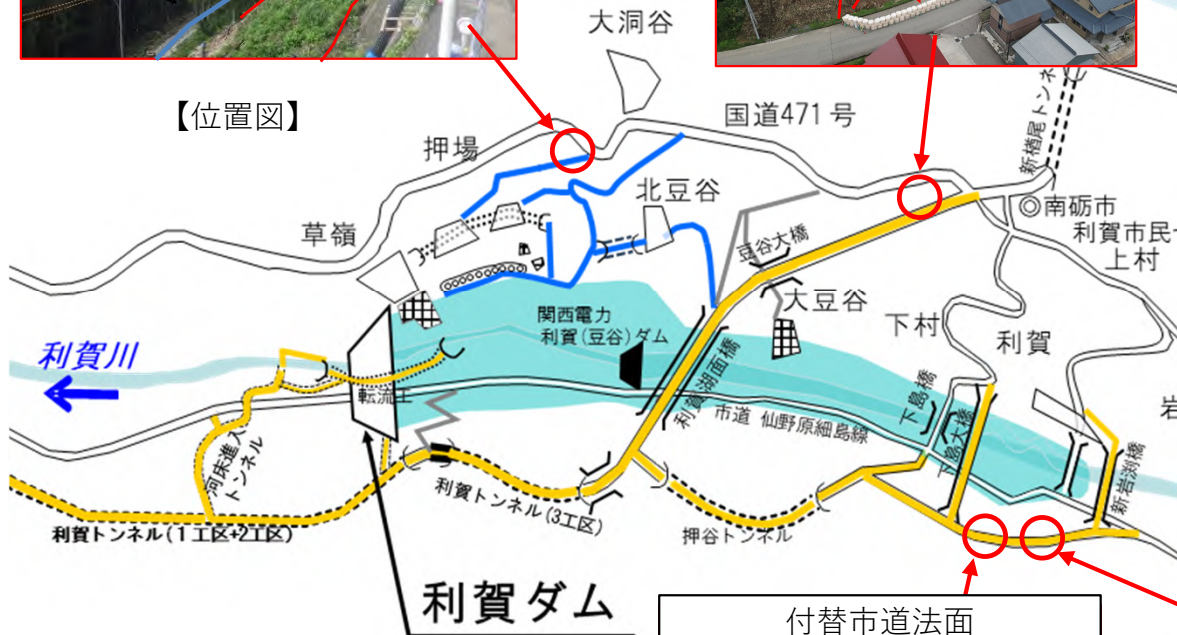 大洞谷
【位置図】
国道471号
新楢尾トンネ
押場
北豆谷
◎南砺市
利賀市民
上村
草嶺
豆谷大橋
大豆谷
関西電力
利賀(豆谷)ダム
下村
利賀
利賀川
転流工
利賀湖面橋
市道 仙野原細島線
下島橋
下島大橋
岩
新岩渕橋
河床進入
トンネル
利賀トンネル(3工区)
利賀トンネル(1工区+2工区)
押谷トンネル
利賀ダム
付替市道法面